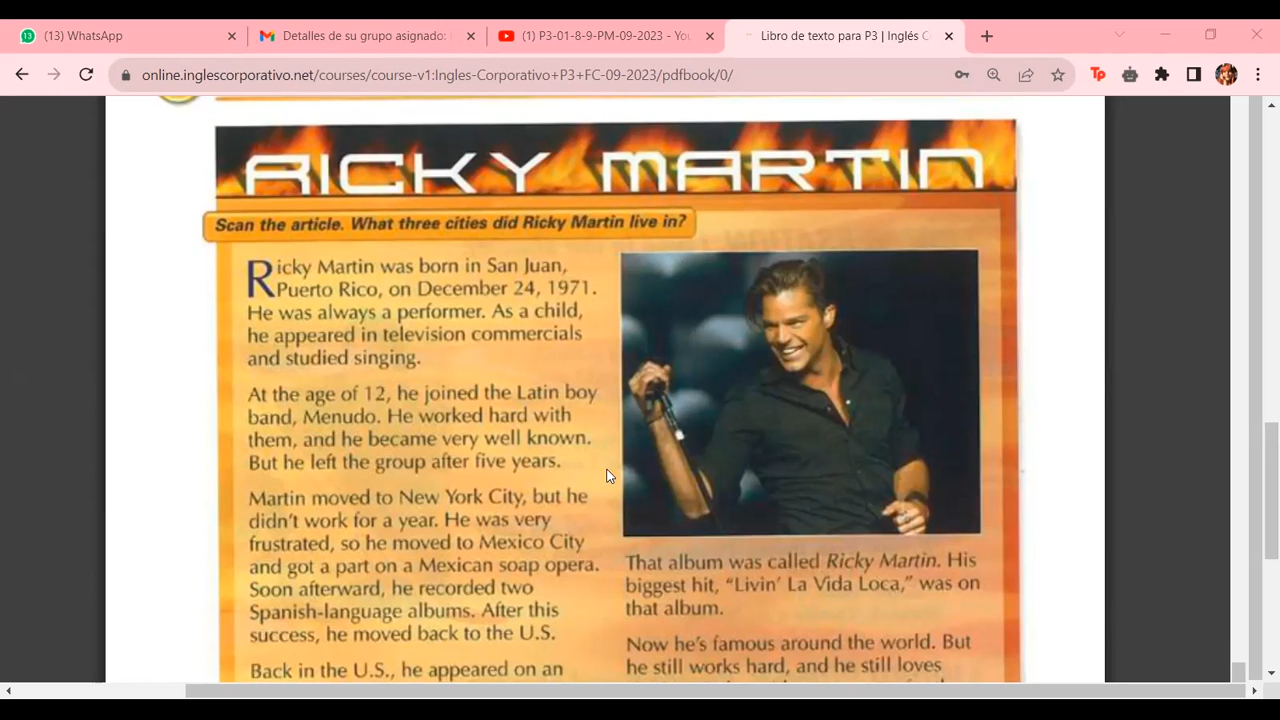 (13) WhatsApp
Detalles de su grupo asignado:
(1) P3-01-8-9-PM-09-2023 - You
Libro de texto para P3 | Inglés C
online.inglescorporativo.net/courses/course-v1:Ingles-Corporativo+P3+FC-09-2023/pdfbook/0/
Tp
RICKY MARTIN
Scan the article. What three cities did Ricky Martin live in?
Ricky Martin was born in San Juan,
Puerto Rico, on December 24, 1971.
He was always a performer. As a child,
he appeared in television commercials
and studied singing.
At the age of 12, he joined the Latin boy
band, Menudo. He worked hard with
them, and he became very well known.
But he left the group after five years.
Martin moved to New York City, but he
didn't work for a year. He was very
frustrated, so he moved to Mexico City
and got a part on a Mexican soap opera.
Soon afterward, he recorded two
Spanish-language albums. After this
success, he moved back to the U.S.
Back in the U.S., he appeared on an
That album was called Ricky Martin. His
biggest hit, “Livin’ La Vida Loca,” was on
that album.
Now he's famous around the world. But
he still works hard, and he still loves